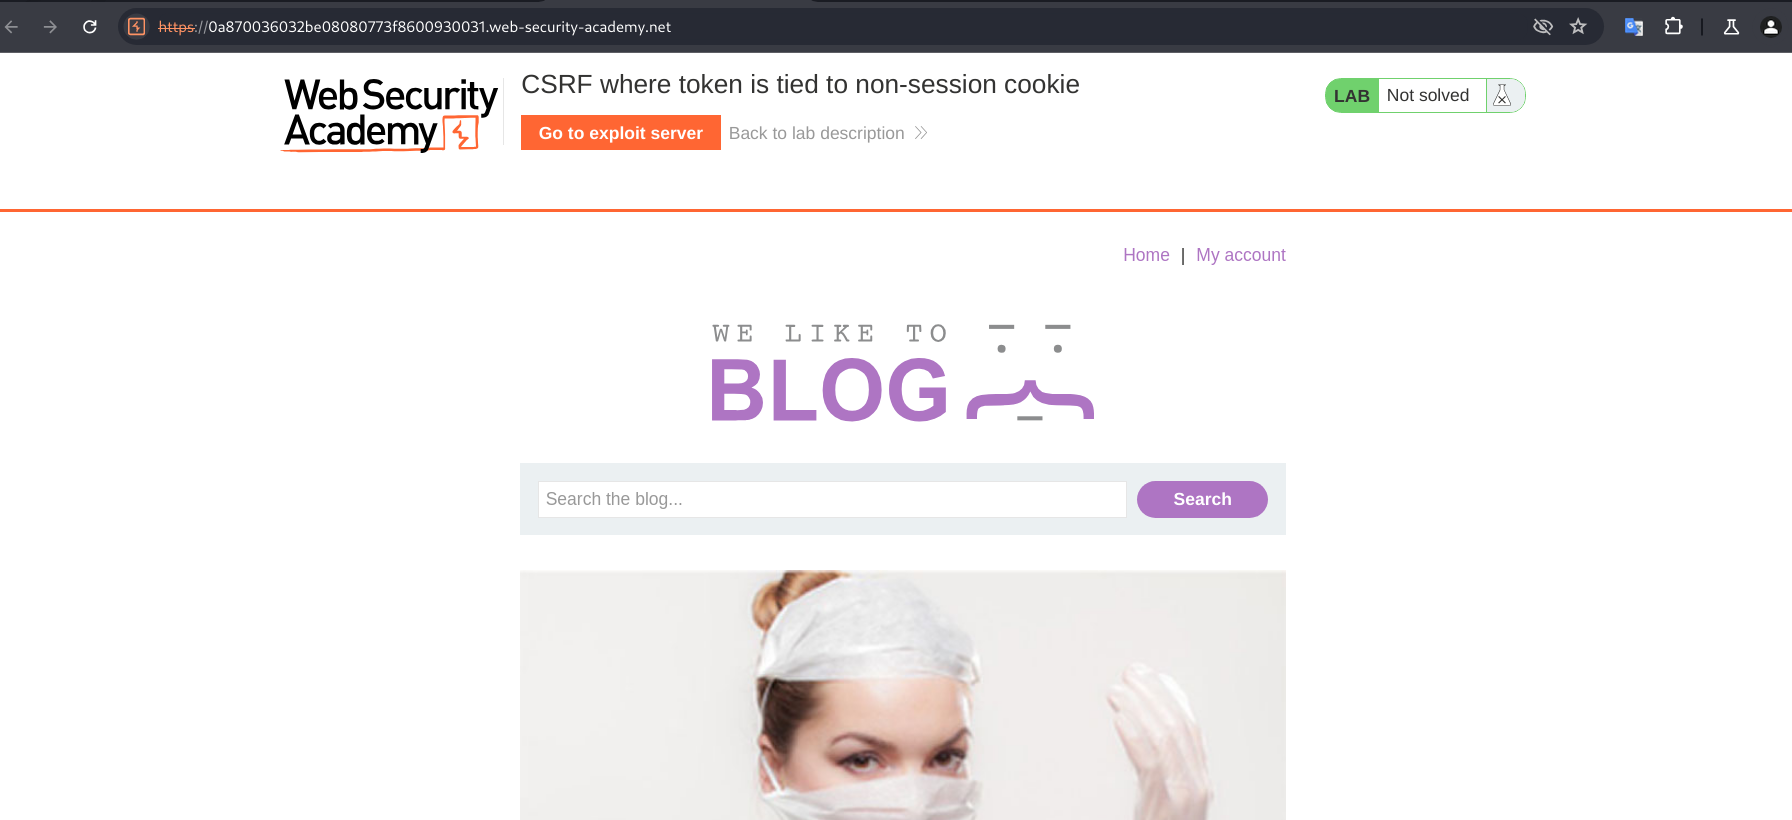 https://0a870036032be08080773f8600930031.web-security-academy.net
Web Security
Academy
CSRF where token is tied to non-session cookie
Go to exploit server
Back to lab description
LAB
Not solved
Home | My account
WE LIKE TO
BLOG
Search the blog...
Search